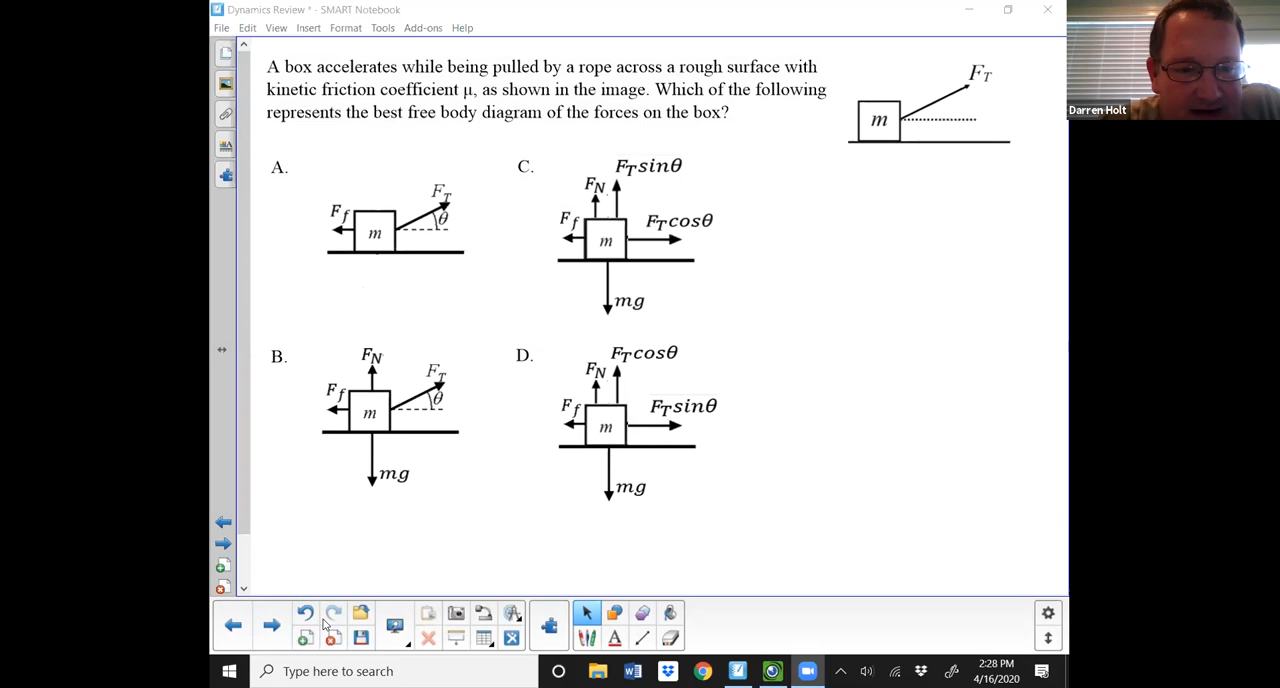 Dynamics Review * - SMART Notebook
File Edit View Insert Format Tools Add-ons Help
A box accelerates while being pulled by a rope across a rough surface with
kinetic friction coefficient μ, as shown in the image. Which of the following
represents the best free body diagram of the forces on the box?
F_T
m
Darren Holt
A.
F_f
F_T
θ
m
C.
F_T sinθ
F_N
F_f
F_T cosθ
m
mg
B.
F_N
F_f
F_T
θ
m
mg
D.
F_T cosθ
F_N
F_f
F_T sinθ
m
mg
Type here to search
2:28 PM
4/16/2020